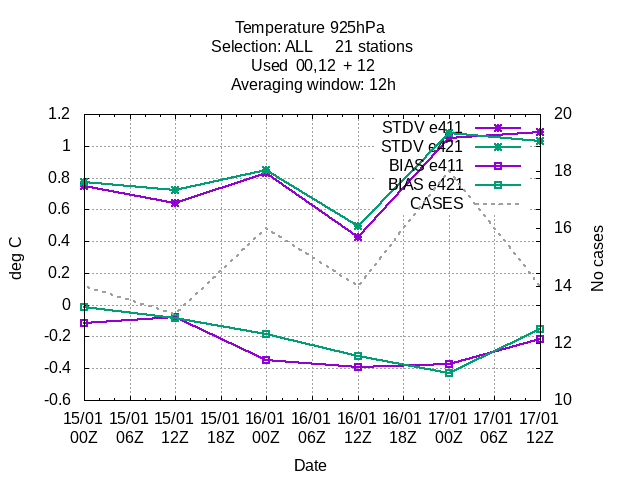 Temperature 925hPa
Selection: ALL 21 stations
Used 00,12 + 12
Averaging window: 12h
1.2
1
0.8
0.6
0.4
0.2
0
-0.2
-0.4
-0.6
deg C
20
18
16
14
12
10
No cases
STDV e411
STDV e421
BIAS e411
BIAS e421
CASES
15/01 15/01 15/01 15/01 16/01 16/01 16/01 16/01 17/01 17/01 17/01
00Z 06Z 12Z 18Z 00Z 06Z 12Z 18Z 00Z 06Z 12Z
Date